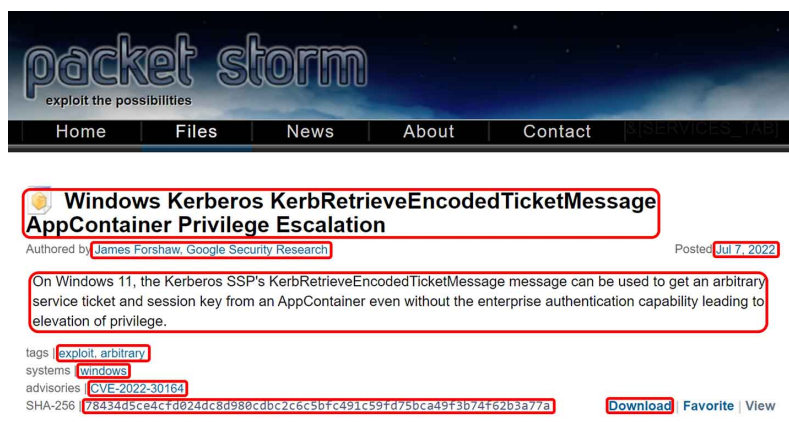 packet storm
exploit the possibilities
Home Files News About Contact &[SERVICES_TAB]
Windows Kerberos KerbRetrieveEncodedTicketMessage
AppContainer Privilege Escalation
Authored by James Forshaw, Google Security Research Posted Jul 7, 2022
On Windows 11, the Kerberos SSP's KerbRetrieveEncodedTicketMessage message can be used to get an arbitrary
service ticket and session key from an AppContainer even without the enterprise authentication capability leading to
elevation of privilege.
tags | exploit, arbitrary
systems | windows
advisories | CVE-2022-30164
SHA-256 | 78434d5ce4cfd024dc8d980cdbc2c6c5bfc491c59fd75bca49f3b74f62b3a77a Download | Favorite | View